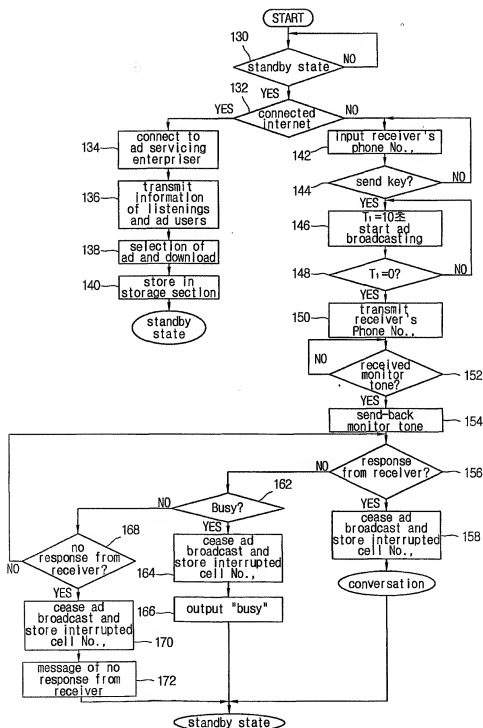 START
130
standby state
NO
YES
132
YES
connected
internet
NO
134
connect to
ad servicing
enterpriser
136
transmit
information
of listenings
and ad users
138
selection of
ad and download
140
store in
storage section
standby
state
input receiver's
phone No.,
142
144
send key?
NO
YES
146
T₁=10초
start ad
broadcasting
148
T₁=0?
NO
YES
150
transmit
receiver's
Phone No.,
NO
received
monitor
tone?
152
YES
send-back
monitor tone
154
NO
response
from receiver?
156
YES
162
NO
Busy?
YES
cease ad
broadcast and
store interrupted
cell No.,
158
conversation
168
no
response from
receiver?
NO
YES
164
cease ad
broadcast and
store interrupted
cell No.,
166
output "busy"
cease ad
broadcast and
store interrupted
cell No.,
170
message of no
response from
receiver
172
standby state